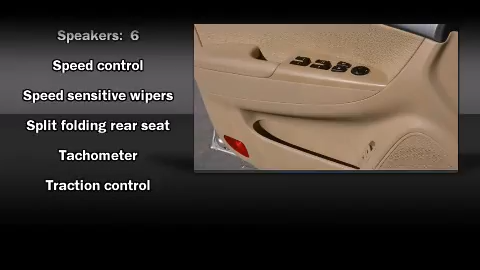 Speakers: 6
Speed control
Speed sensitive wipers
Split folding rear seat
Tachometer
Traction control